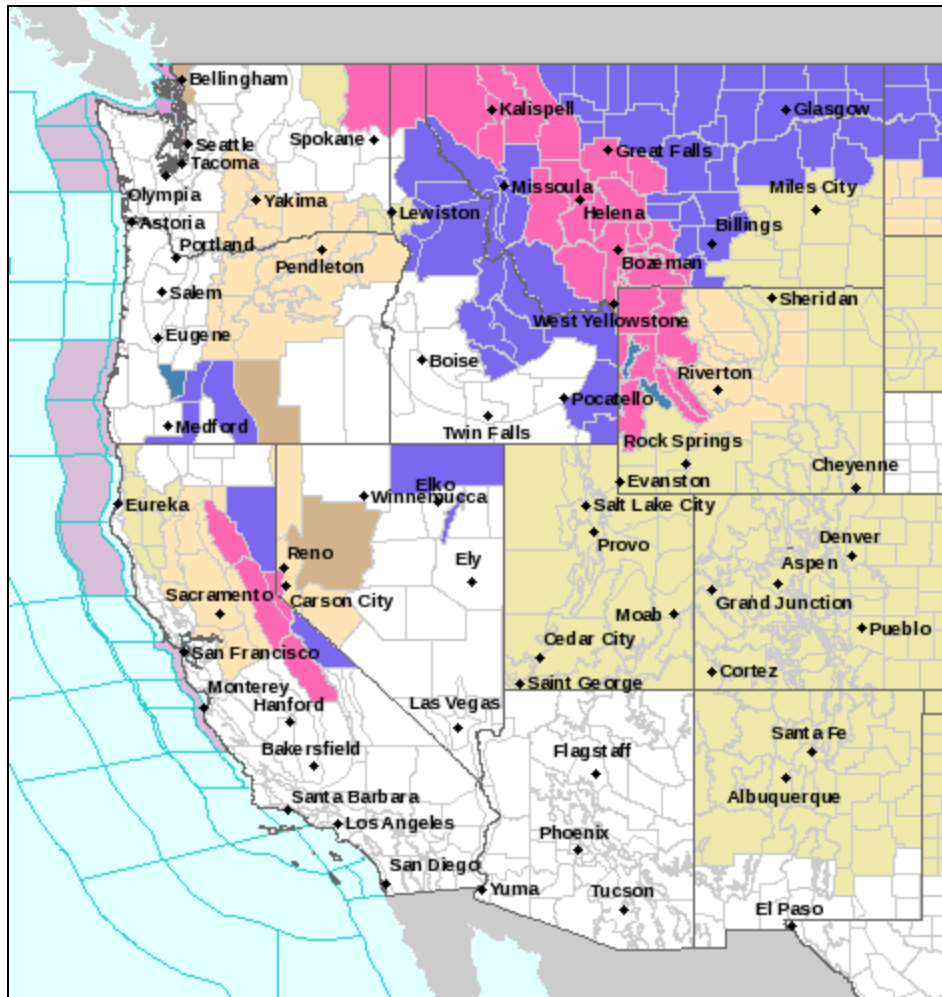 Bellingham
Kalispell
Glasgow
Spokane
Seattle
Great Falls
Tacoma
Missoula
Miles City
Olympia
Yakima
Helena
Lewiston
Astoria
Billings
Portland
Pendleton
Bozeman
Salem
Sheridan
West Yellowstone
Eugene
Boise
Riverton
Pocatello
Medford
Twin Falls
Rock Springs
Cheyenne
Elko
Evanston
Winnemucca
Eureka
Salt Lake City
Provo
Denver
Reno
Ely
Aspen
Sacramento
Carson City
Grand Junction
Moab
Pueblo
Cedar City
San Francisco
Cortez
Saint George
Monterey
Hanford
Las Vegas
Santa Fe
Bakersfield
Flagstaff
Albuquerque
Santa Barbara
Los Angeles
Phoenix
San Diego
Yuma
Tucson
El Paso